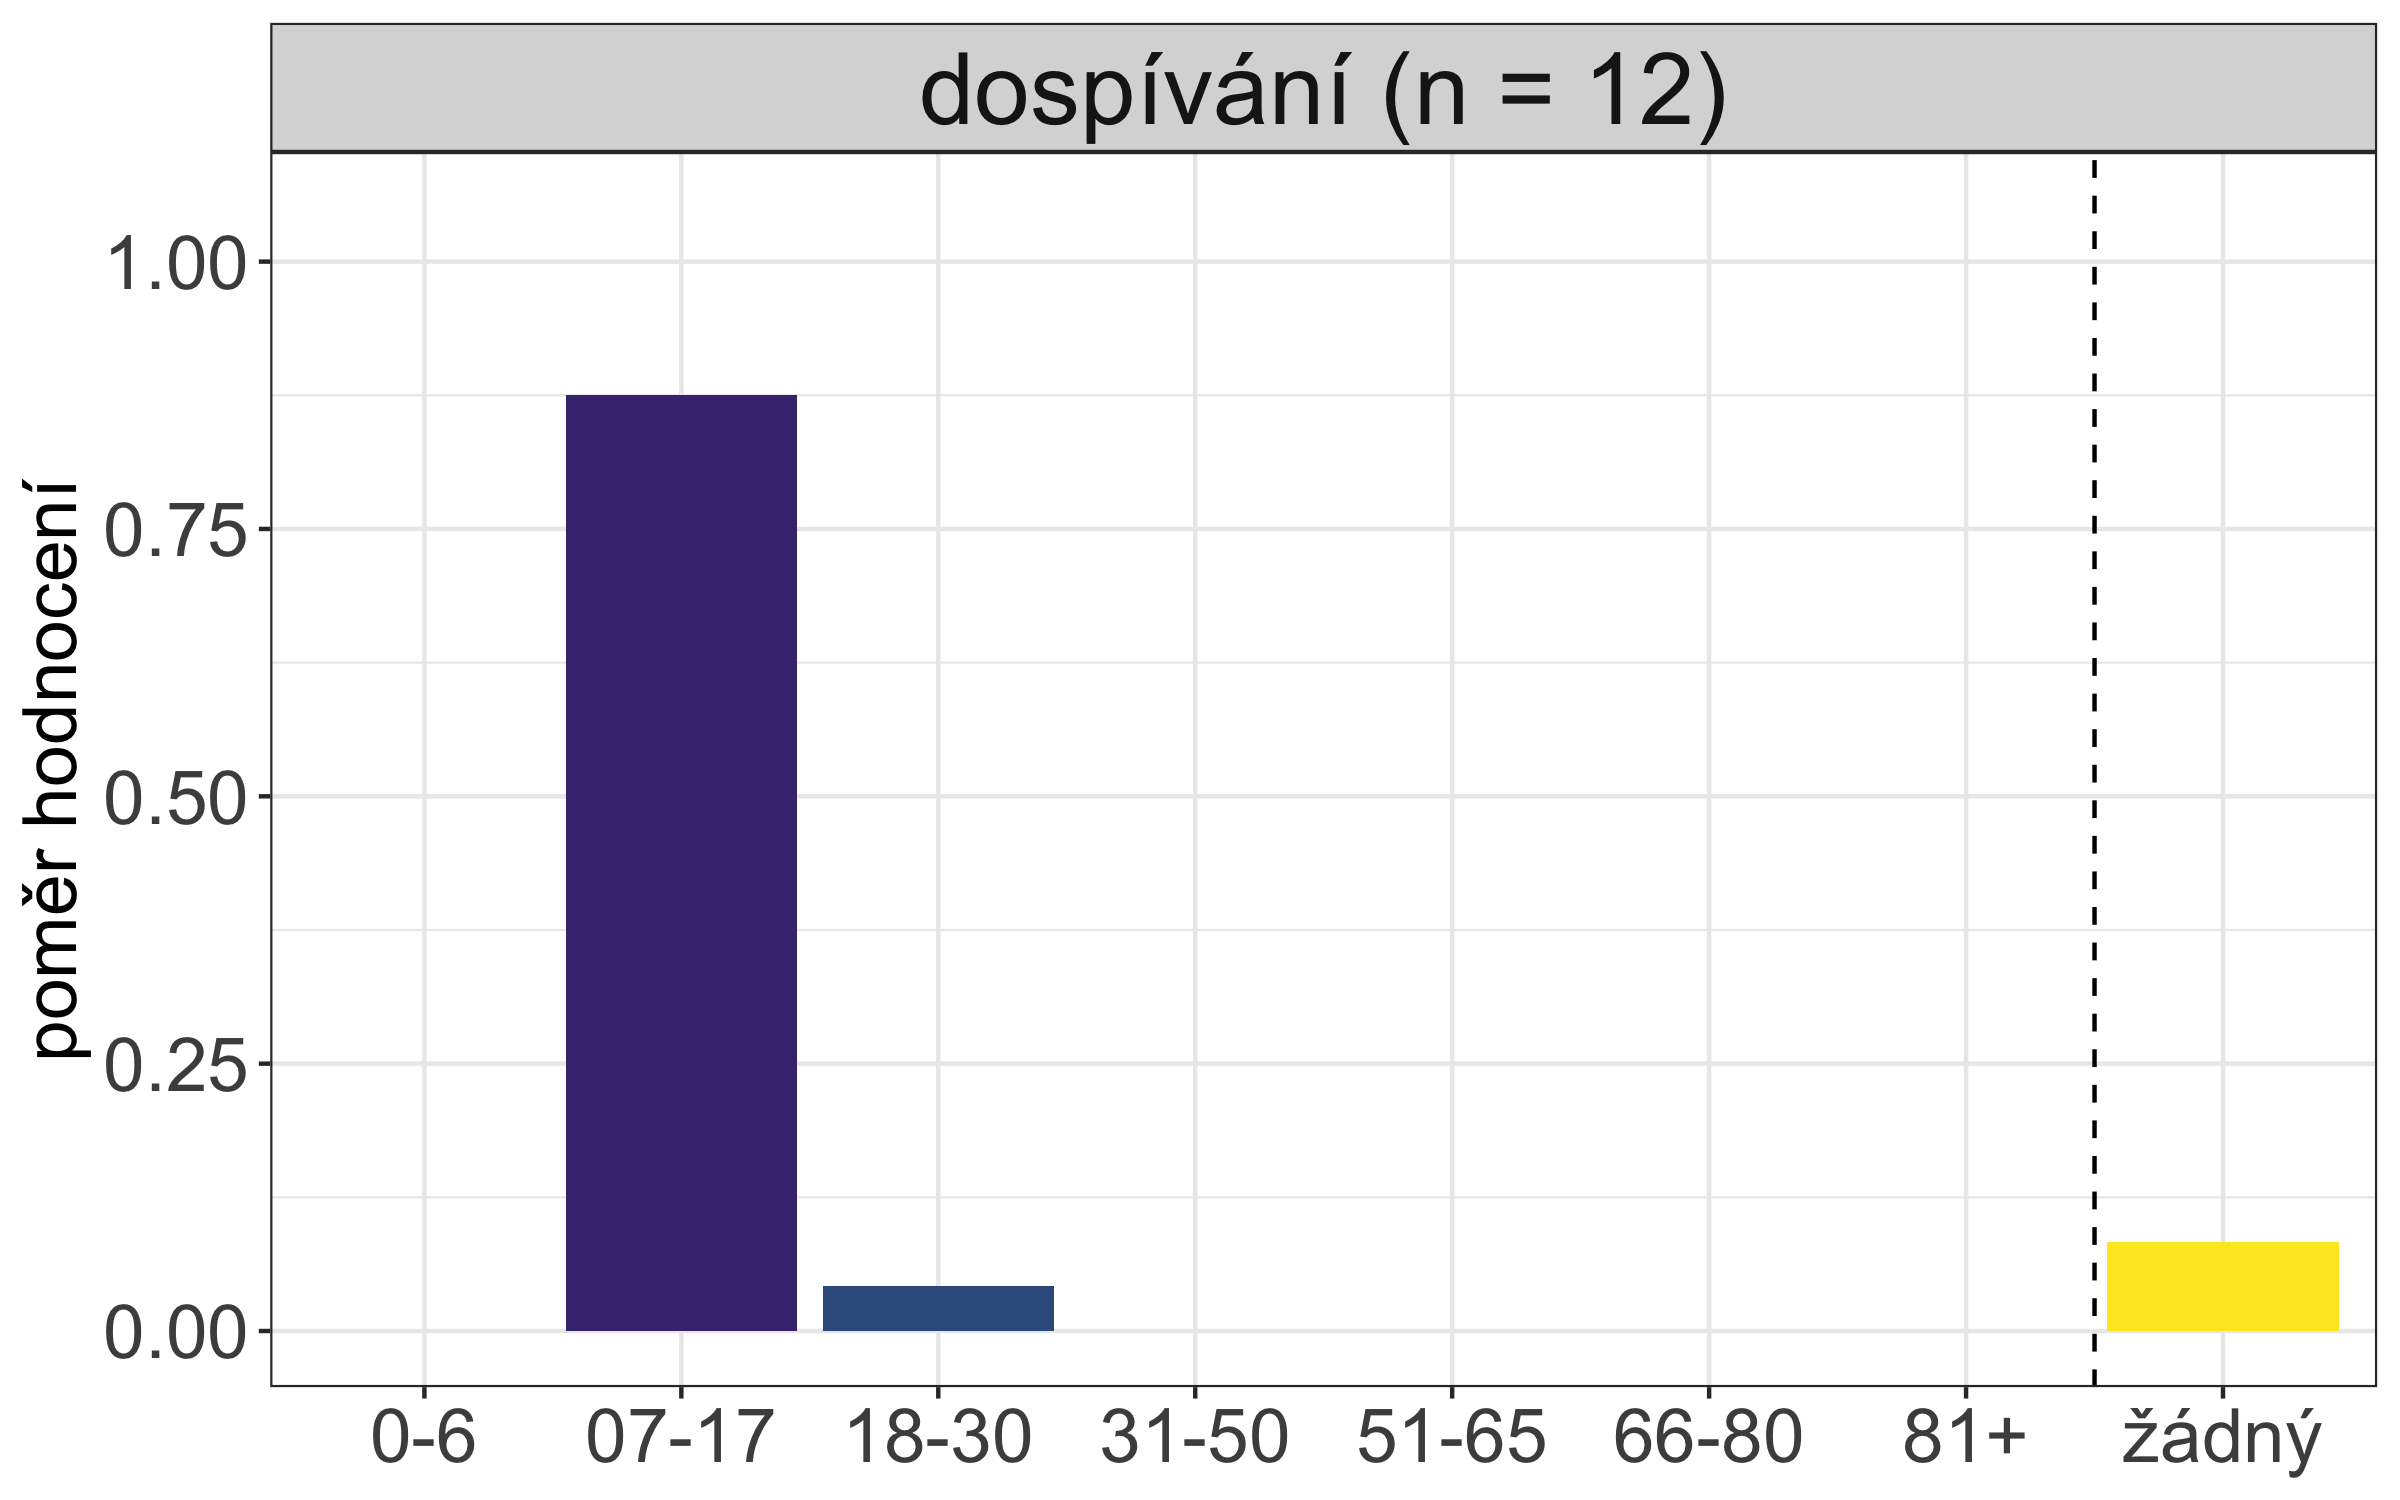 dospívání (n = 12)
poměr hodnocení
1.00
0.75
0.50
0.25
0.00
0-6 07-17 18-30 31-50 51-65 66-80 81+ žádný